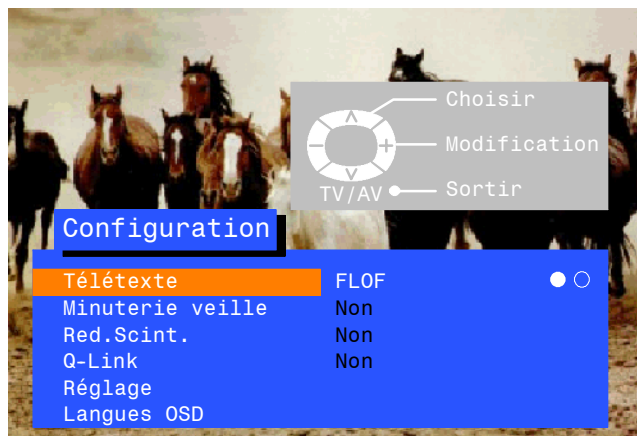 Choisir
Modification
TV/AV Sortir
Configuration
Télétexte FLOF
Minuterie veille Non
Red.Scint. Non
Q-Link Non
Réglage
Langues OSD